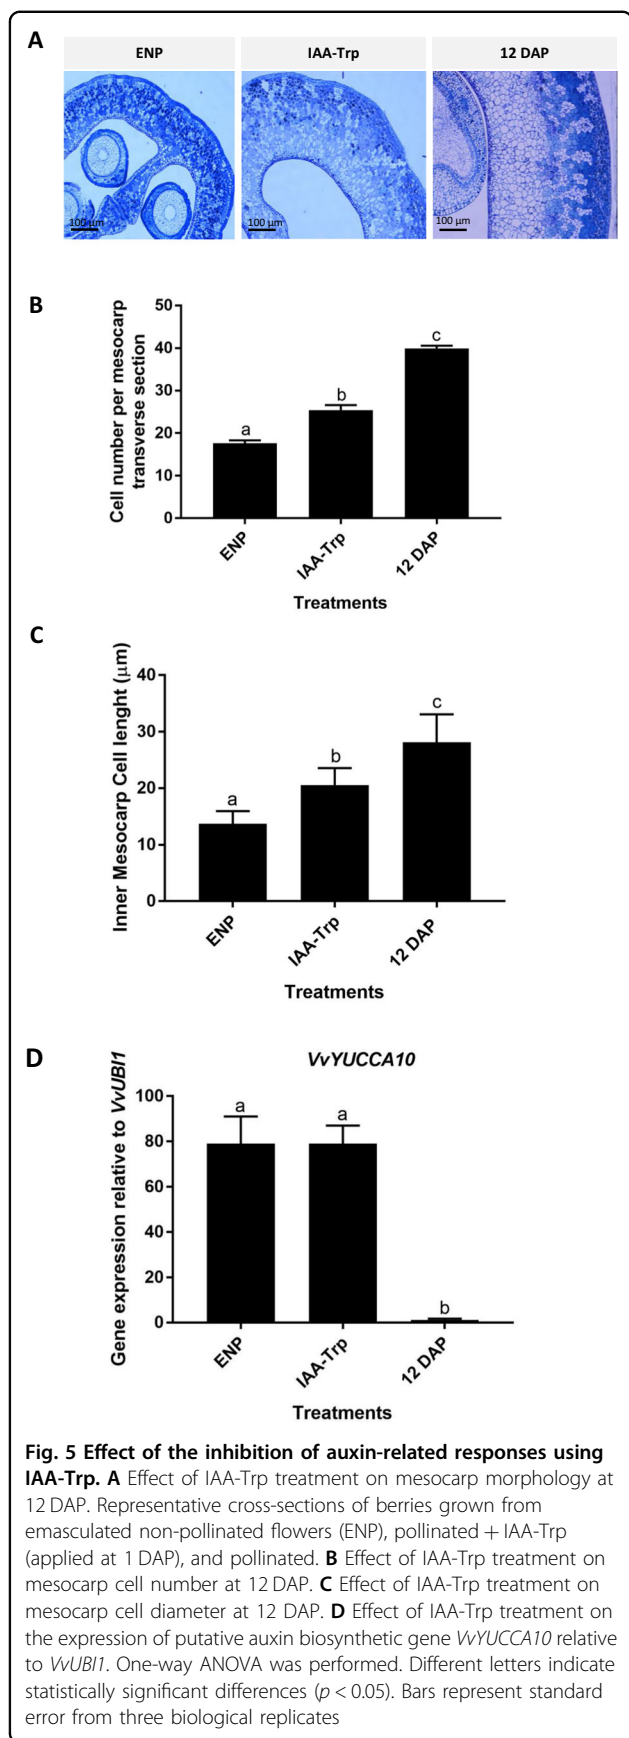 A
ENP
IAA-Trp
12 DAP
100 µm
100 µm
100 µm
B
Cell number per mesocarp
transverse section
50
40
30
20
10
0
a
b
c
ENP
IAA-Trp
12 DAP
Treatments
C
Inner Mesocarp Cell lenght (µm)
40
30
20
10
0
a
b
c
ENP
IAA-Trp
12 DAP
Treatments
D
VvYUCCA10
Gene expression relative to VvUBI1
100
80
60
40
20
0
a
a
b
ENP
IAA-Trp
12 DAP
Treatments
Fig. 5 Effect of the inhibition of auxin-related responses using
IAA-Trp. A Effect of IAA-Trp treatment on mesocarp morphology at
12 DAP. Representative cross-sections of berries grown from
emasculated non-pollinated flowers (ENP), pollinated + IAA-Trp
(applied at 1 DAP), and pollinated. B Effect of IAA-Trp treatment on
mesocarp cell number at 12 DAP. C Effect of IAA-Trp treatment on
mesocarp cell diameter at 12 DAP. D Effect of IAA-Trp treatment on
the expression of putative auxin biosynthetic gene VvYUCCA10 relative
to VvUBI1. One-way ANOVA was performed. Different letters indicate
statistically significant differences (p < 0.05). Bars represent standard
error from three biological replicates